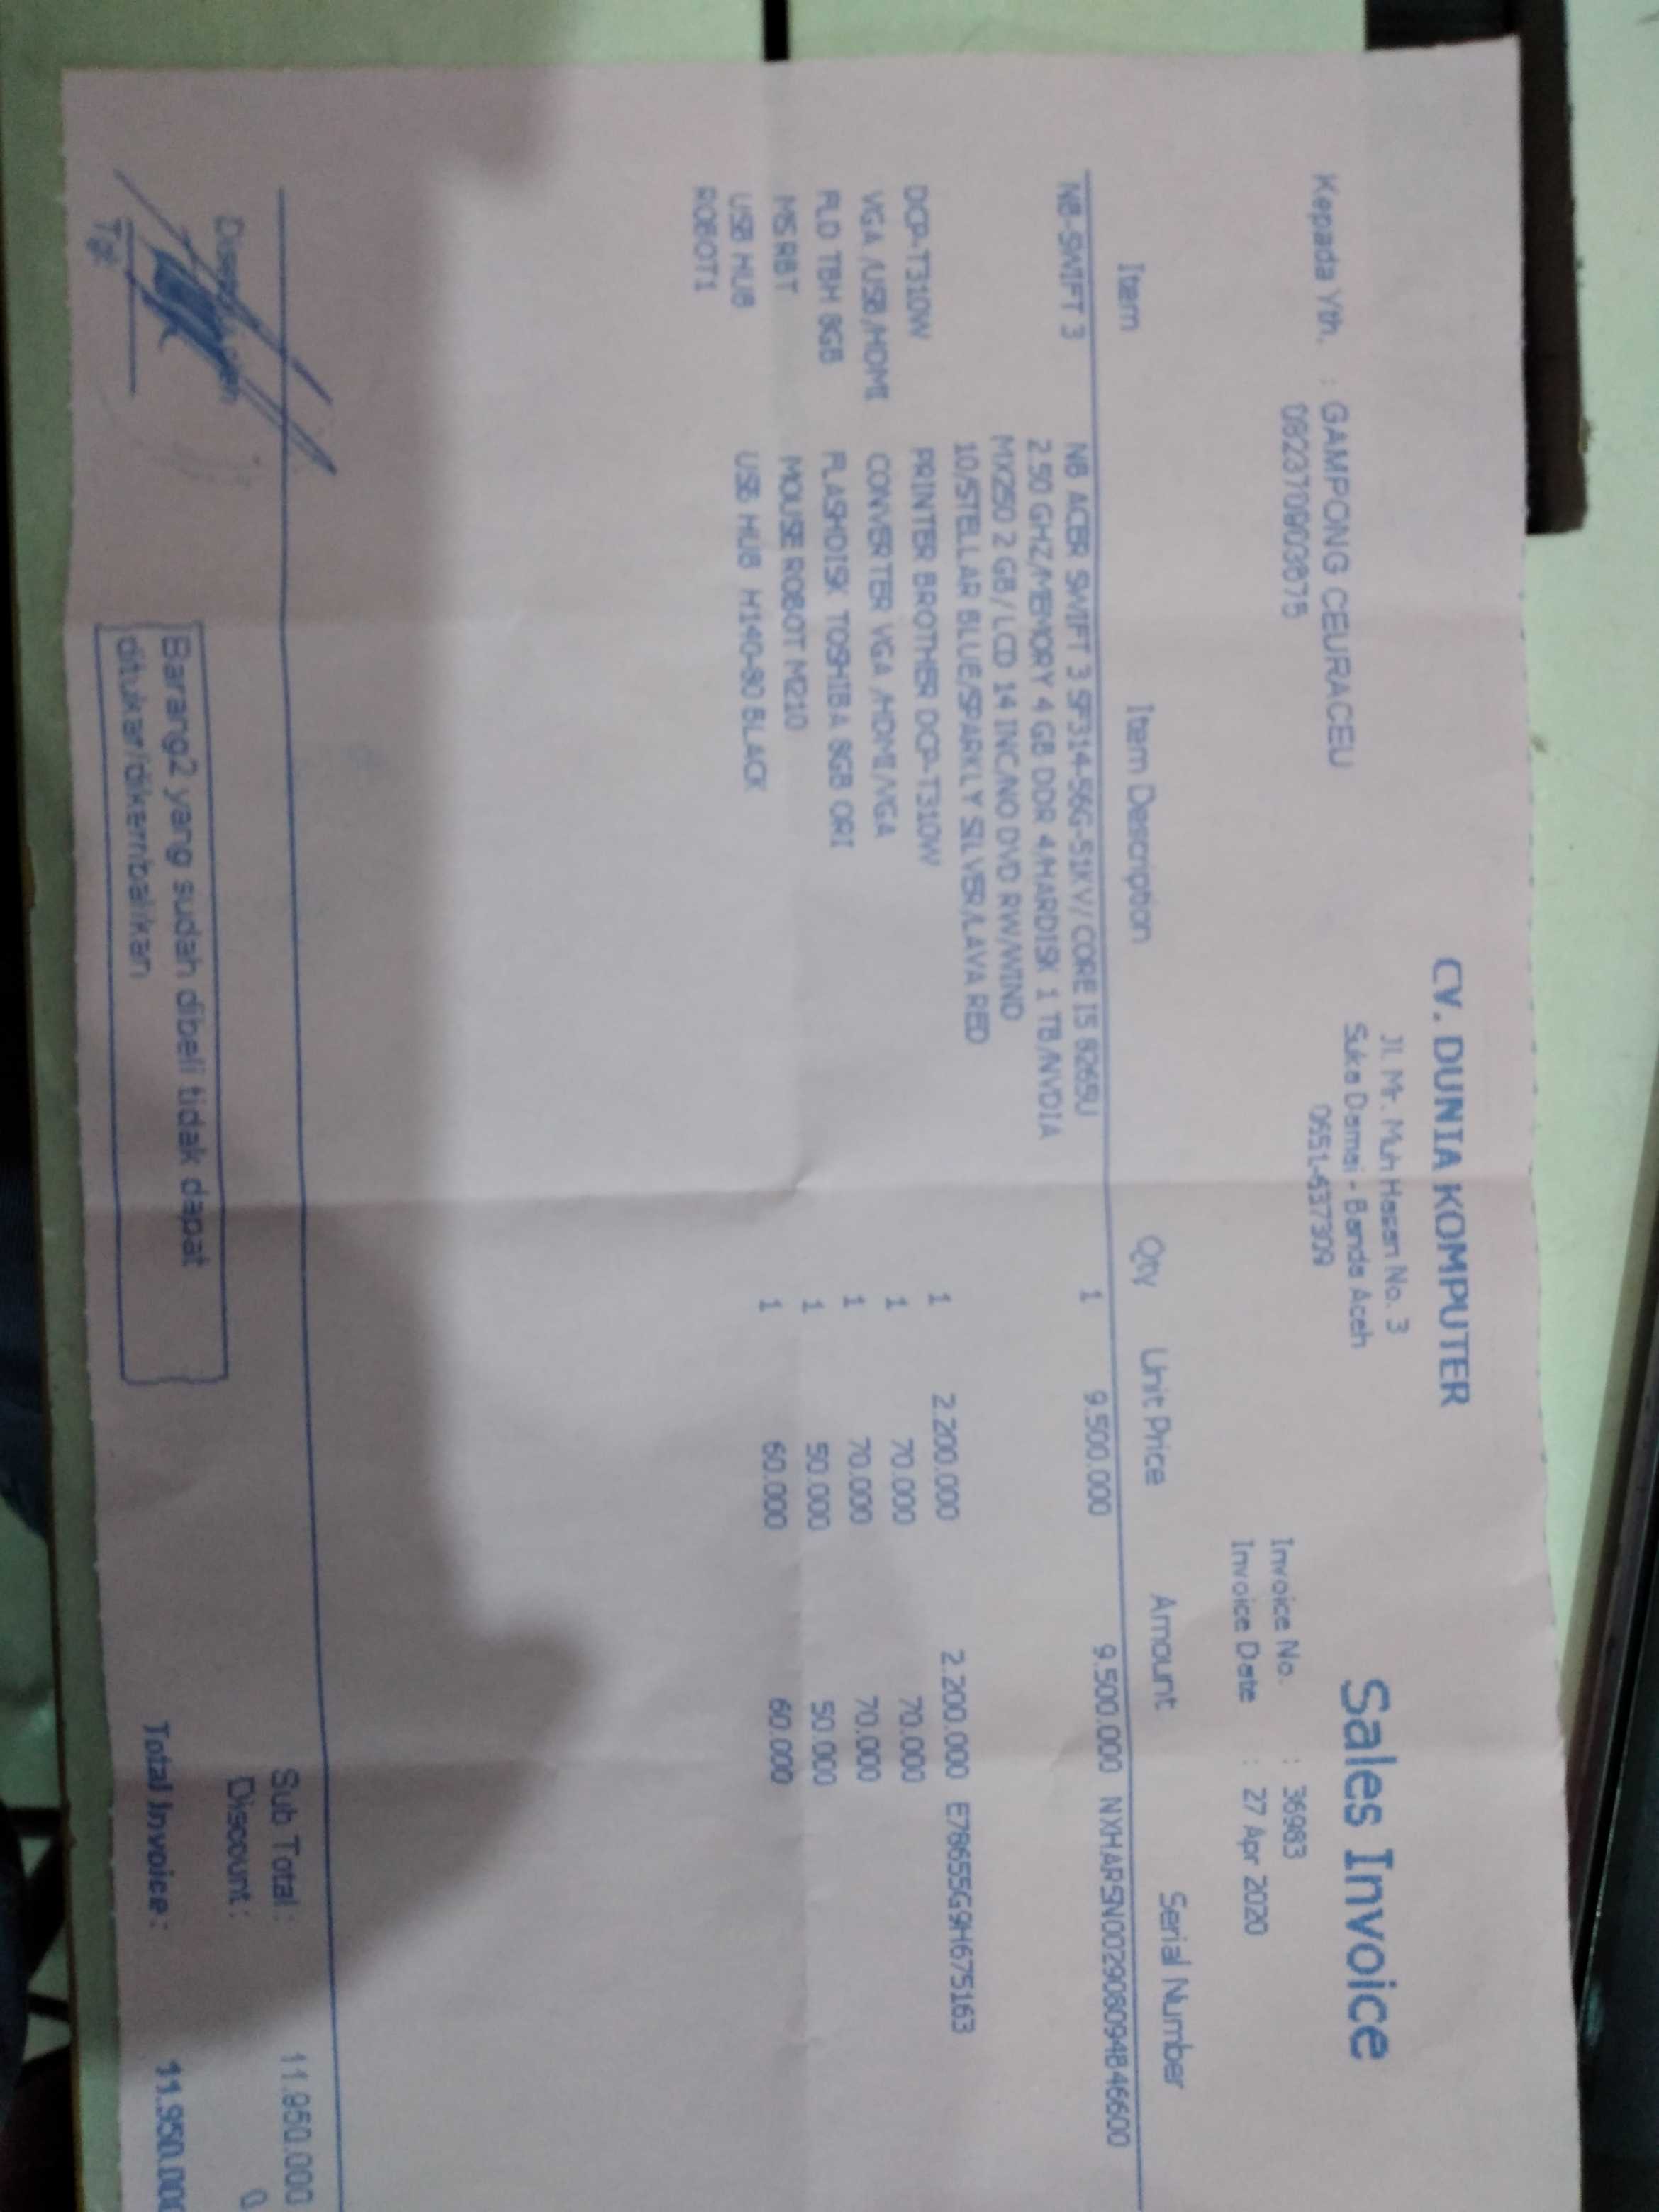 CV. DUNIA KOMPUTER
Jl. Mr. Muh Hasan No. 3
Suka Damai - Banda Aceh
0651-637309
Sales Invoice
Kepada Yth. : GAMPONG CEURACEU
Invoice No. : 36983
Invoice Date : 27 Apr 2020
Item Item Description Qty Unit Price Amount Serial Number
NB-SWIFT 3 NB ACER SWIFT 3 SF314-56G-51KV/ CORE I5 8265U 1 9.500.000 9.500.000 NXHARSN00290809484B6600
2.50 GHZ/MEMORY 4 GB DDR 4/HARDISK 1 TB/NVDIA
MX250 2 GB/ LCD 14 INC/NO DVD RW/WIND
10/STELLAR BLUE/SPARKLY SILVER/LAVA RED
DCP-T310W PRINTER BROTHER DCP-T310W 1 2.200.000 2.200.000 E78655G9H675163
VGA /USB/HDMI CONVERTER VGA /HDMI/VGA 1 70.000 70.000
FLD TBH 8GB FLASHDISK TOSHIBA 8GB ORI 1 70.000 70.000
MS RBT MOUSE ROBOT M210 1 50.000 50.000
USB HUB USB HUB H140-80 BLACK 1 60.000 60.000
ROBOT1
Sub Total : 11.950.000
Discount : 0
Total Invoice : 11.950.000
Tgl.
Barang2 yang sudah dibeli tidak dapat
ditukar/dikembalikan